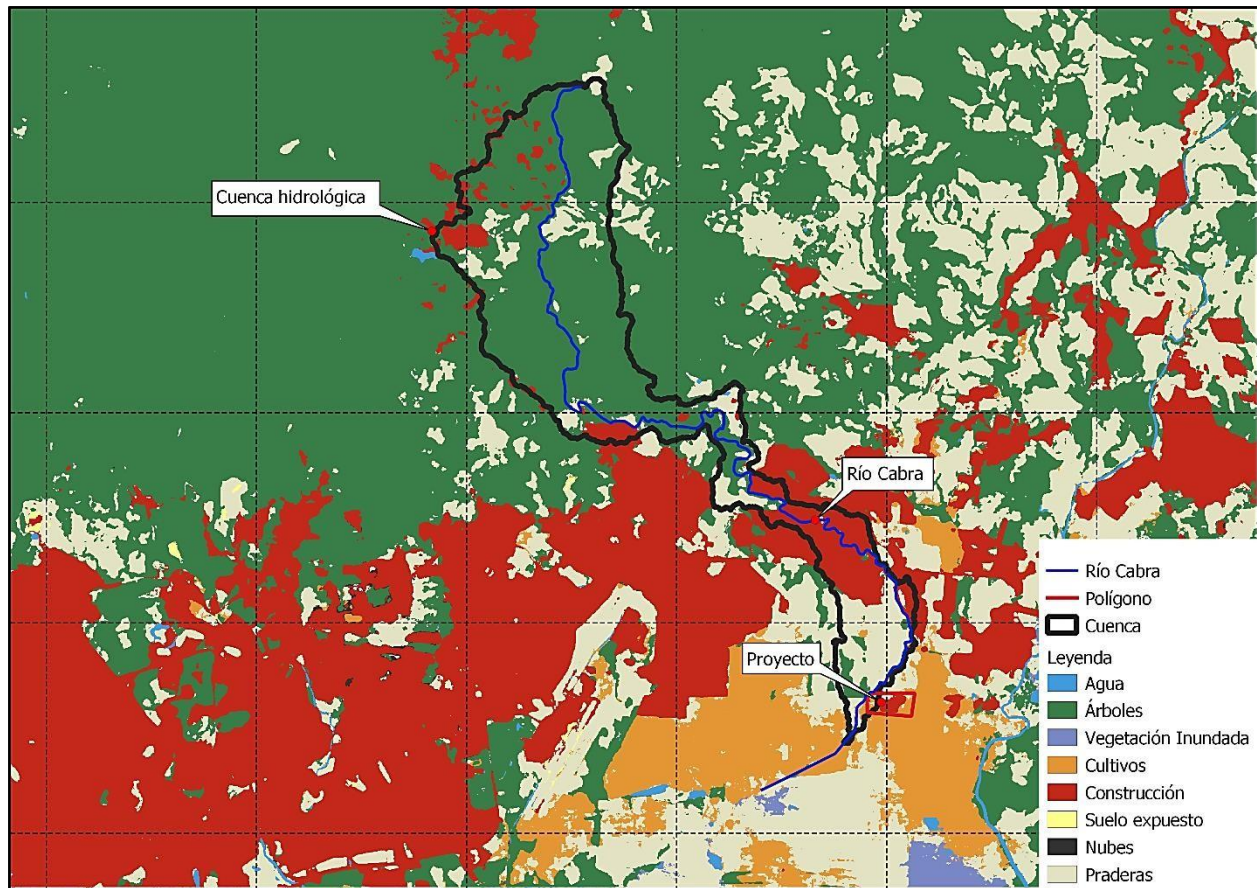 Cuenca hidrológica
Río Cabra
Proyecto
Río Cabra
Polígono
Cuenca
Leyenda
Agua
Árboles
Vegetación Inundada
Cultivos
Construcción
Suelo expuesto
Nubes
Praderas